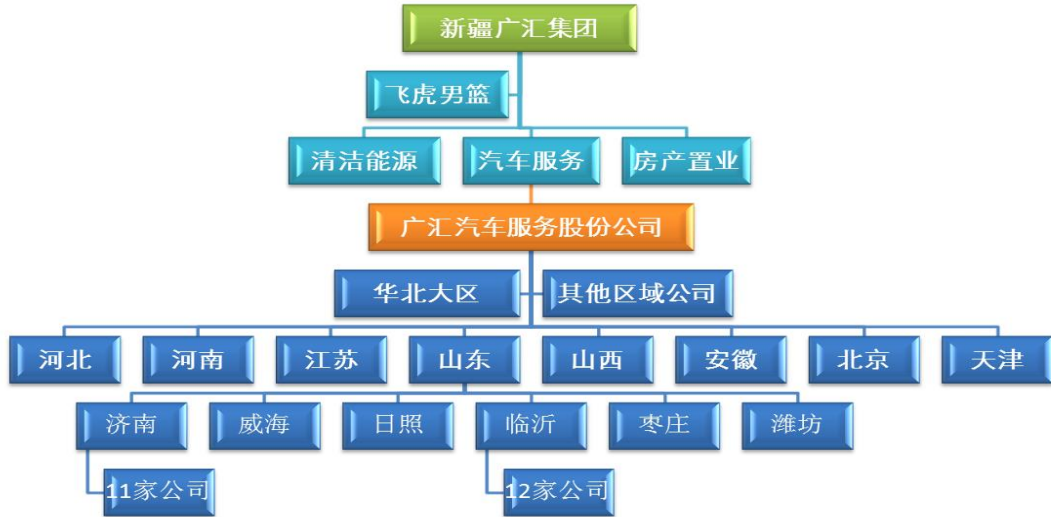 新疆广汇集团
飞虎男篮
清洁能源
汽车服务
房产置业
广汇汽车服务股份公司
华北大区
其他区域公司
河北
河南
江苏
山东
山西
安徽
北京
天津
济南
威海
日照
临沂
枣庄
潍坊
11家公司
12家公司